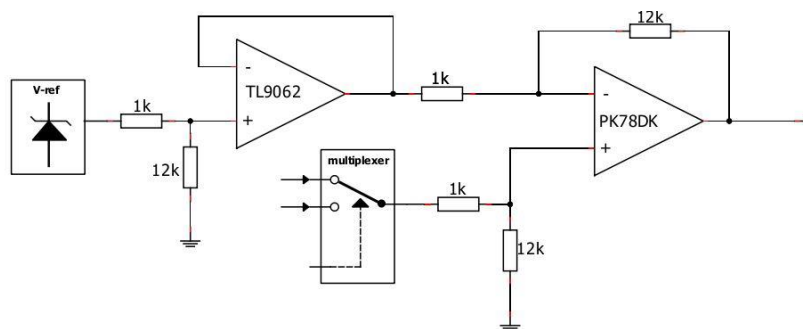 12k
V-ref
1k
-
+
TL9062
12k
1k
-
+
PK78DK
multiplexer
1k
12k